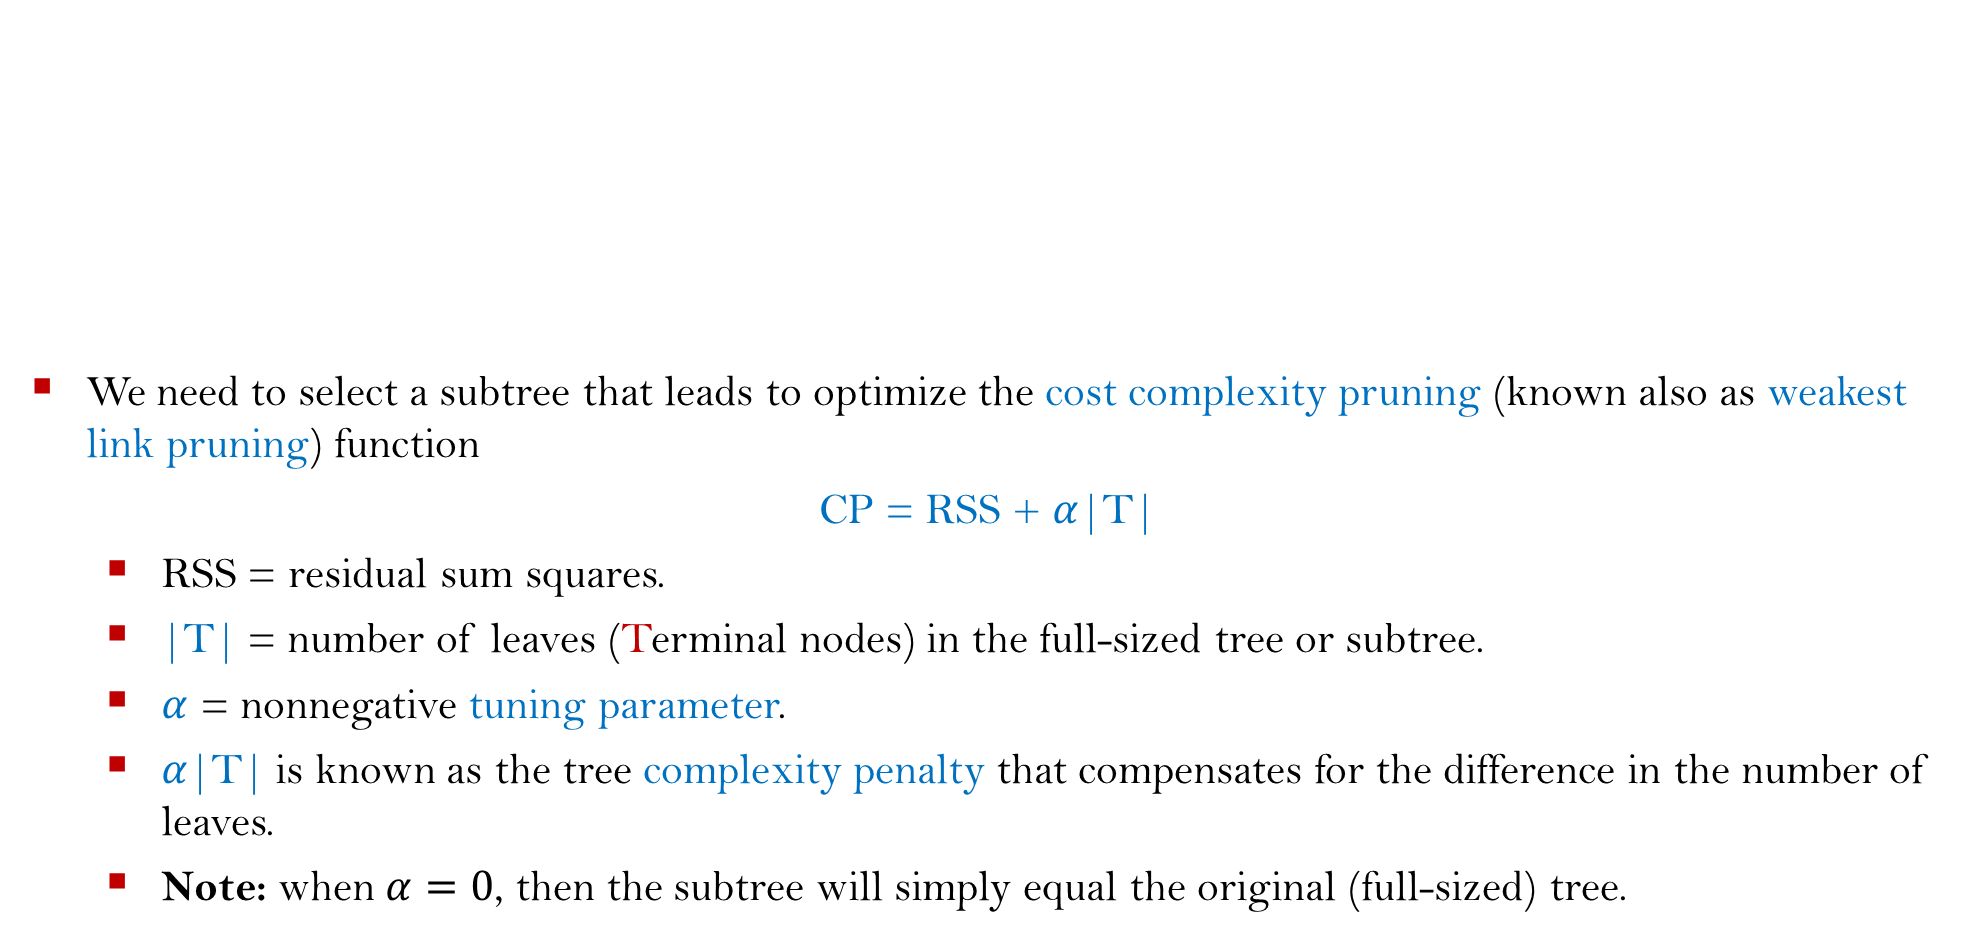 ▪ We need to select a subtree that leads to optimize the cost complexity pruning (known also as weakest
link pruning) function
CP = RSS + α|T|
▪ RSS = residual sum squares.
▪ |T| = number of leaves (Terminal nodes) in the full-sized tree or subtree.
▪ α = nonnegative tuning parameter.
▪ α|T| is known as the tree complexity penalty that compensates for the difference in the number of
leaves.
▪ Note: when α = 0, then the subtree will simply equal the original (full-sized) tree.